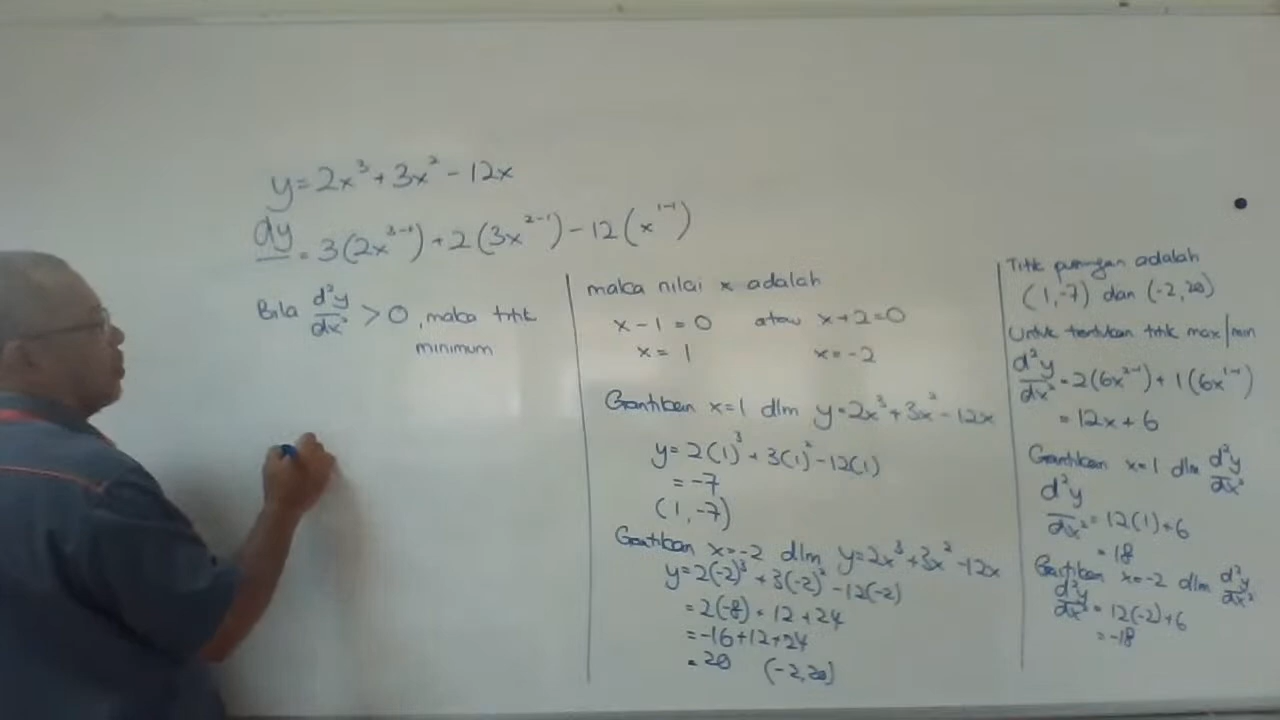 y=2x³+3x²-12x
dy = 3(2x³⁻¹)+2(3x²⁻¹)-12(x¹⁻¹)
Bila d²y/dx² > 0, maka titik
minimum
maka nilai x adalah
x-1=0 atau x+2=0
x=1 x=-2
Gantikan x=1 dlm y=2x³+3x²-12x
y=2(1)³+3(1)²-12(1)
=-7
(1,-7)
Gantikan x=-2 dlm y=2x³+3x²-12x
y=2(-2)³+3(-2)²-12(-2)
=2(-8)+12+24
=-16+12+24
=20 (-2,20)
Titik pusingan adalah
(1,-7) dan (-2,20)
Untuk tentukan titik max/min
d²y/dx²=2(6x²⁻¹)+1(6x¹⁻¹)
=12x+6
Gantikan x=1 dlm d²y/dx²
d²y/dx²=12(1)+6
=18
Gantikan x=-2 dlm d²y/dx²
d²y/dx²=12(-2)+6
=-18